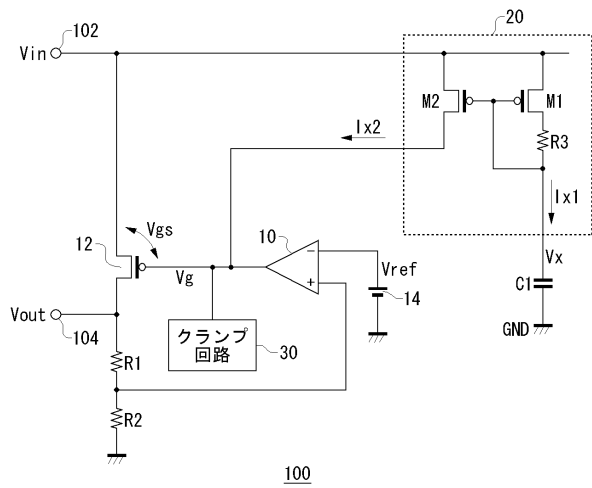 20
102
Vin
M2
M1
R3
Ix2
Ix1
Vgs
10
12
Vx
Vg
Vref
C1
14
Vout
104
クランプ
回路
30
GND
R1
R2
100